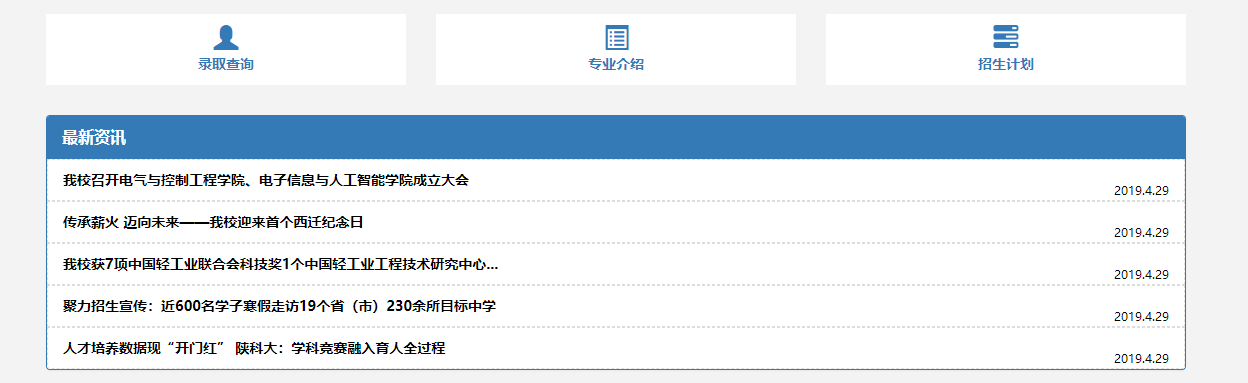 录取查询
专业介绍
招生计划
最新资讯
我校召开电气与控制工程学院、电子信息与人工智能学院成立大会
2019.4.29
传承薪火 迈向未来——我校迎来首个西迁纪念日
2019.4.29
我校获7项中国轻工业联合会科技奖1个中国轻工业工程技术研究中心...
2019.4.29
聚力招生宣传：近600名学子寒假走访19个省（市）230余所目标中学
2019.4.29
人才培养数据现“开门红” 陕科大：学科竞赛融入育人全过程
2019.4.29